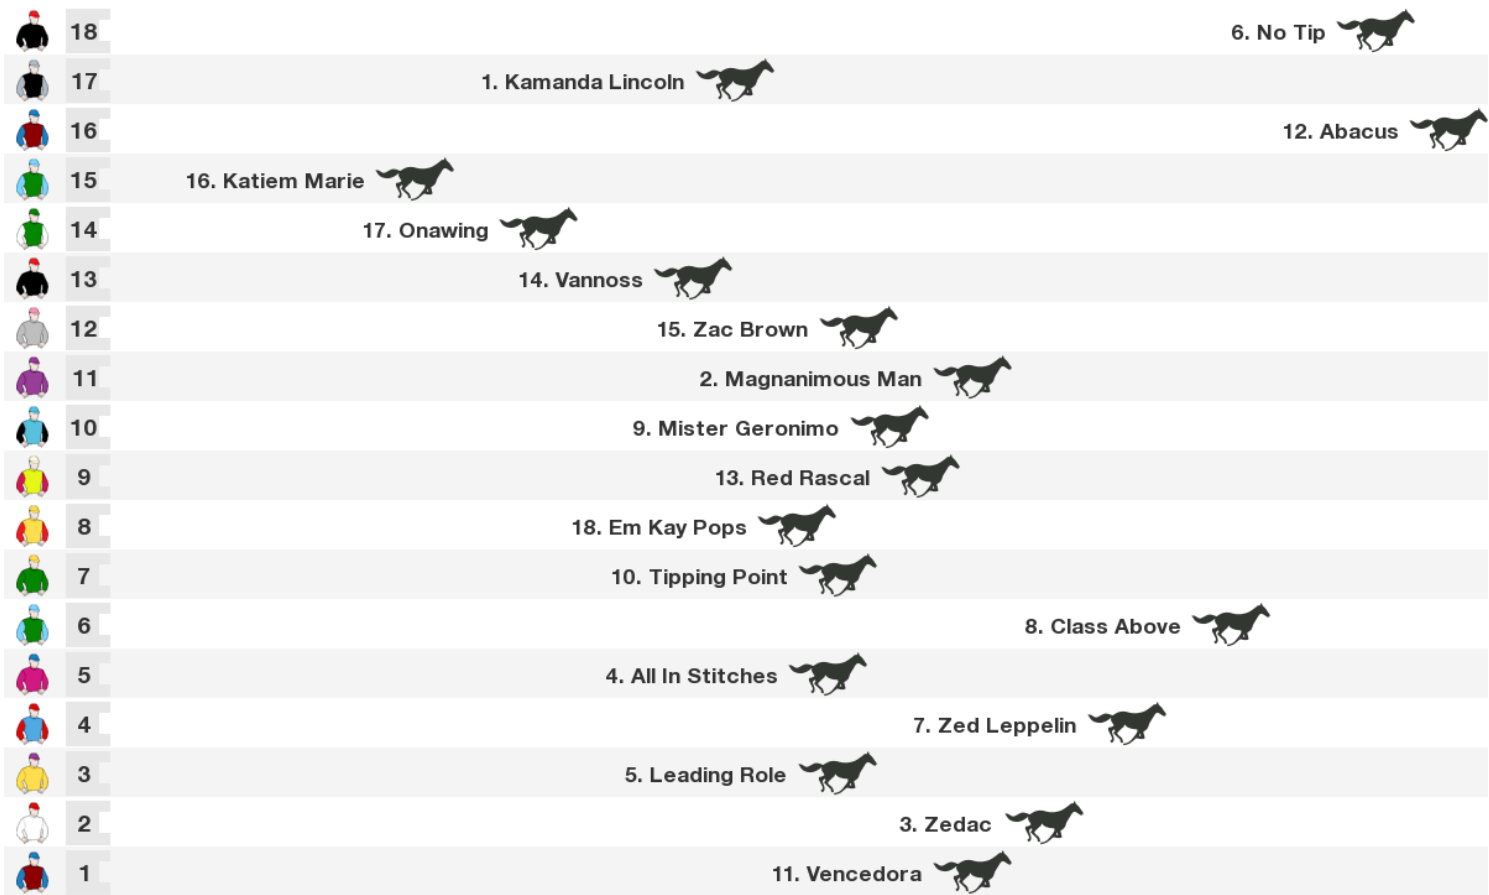 18 6. No Tip
17 1. Kamanda Lincoln
16 12. Abacus
15 16. Katiem Marie
14 17. Onawing
13 14. Vannoss
12 15. Zac Brown
11 2. Magnanimous Man
10 9. Mister Geronimo
9 13. Red Rascal
8 18. Em Kay Pops
7 10. Tipping Point
6 8. Class Above
5 4. All In Stitches
4 7. Zed Leppelin
3 5. Leading Role
2 3. Zedac
1 11. Vencedora